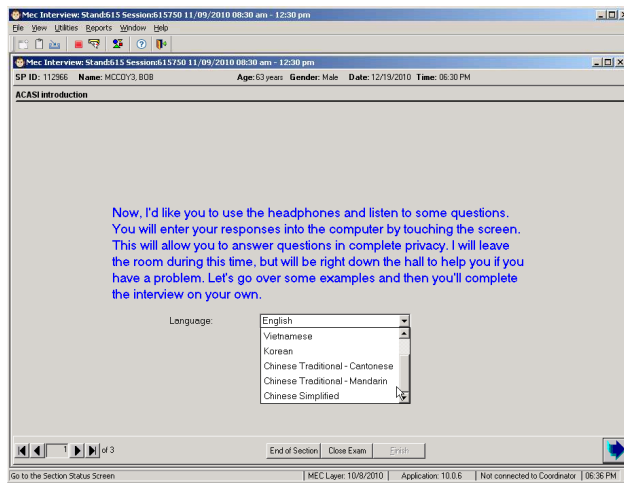 Mec Interview: Stand:615 Session:615750 11/09/2010 08:30 am - 12:30 pm
File View Utilities Reports Window Help
Mec Interview: Stand:615 Session:615750 11/09/2010 08:30 am - 12:30 pm
SP ID: 112966 Name: MCCOY3, BOB Age: 63 years Gender: Male Date: 12/19/2010 Time: 06:30 PM
ACASI introduction
Now, I'd like you to use the headphones and listen to some questions.
You will enter your responses into the computer by touching the screen.
This will allow you to answer questions in complete privacy. I will leave
the room during this time, but will be right down the hall to help you if you
have a problem. Let's go over some examples and then you'll complete
the interview on your own.
Language: English
Vietnamese
Korean
Chinese Traditional - Cantonese
Chinese Traditional - Mandarin
Chinese Simplified
1 of 3 End of Section Close Exam Finish
Go to the Section Status Screen MEC Layer: 10/8/2010 Application: 10.0.6 Not connected to Coordinator 06:36 PM